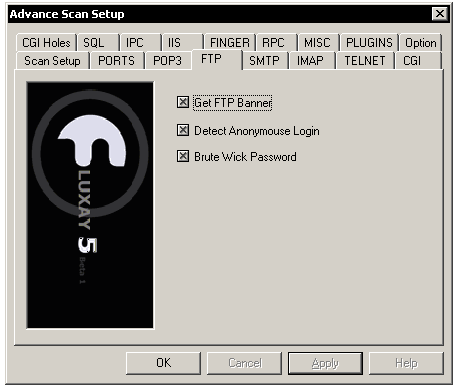 Advance Scan Setup
CGI Holes SQL IPC IIS FINGER RPC MISC PLUGINS Option
Scan Setup PORTS POP3 FTP SMTP IMAP TELNET CGI
Get FTP Banner
Detect Anonymouse Login
Brute Wick Password
FLUXAY 5 Beta 1
OK Cancel Apply Help